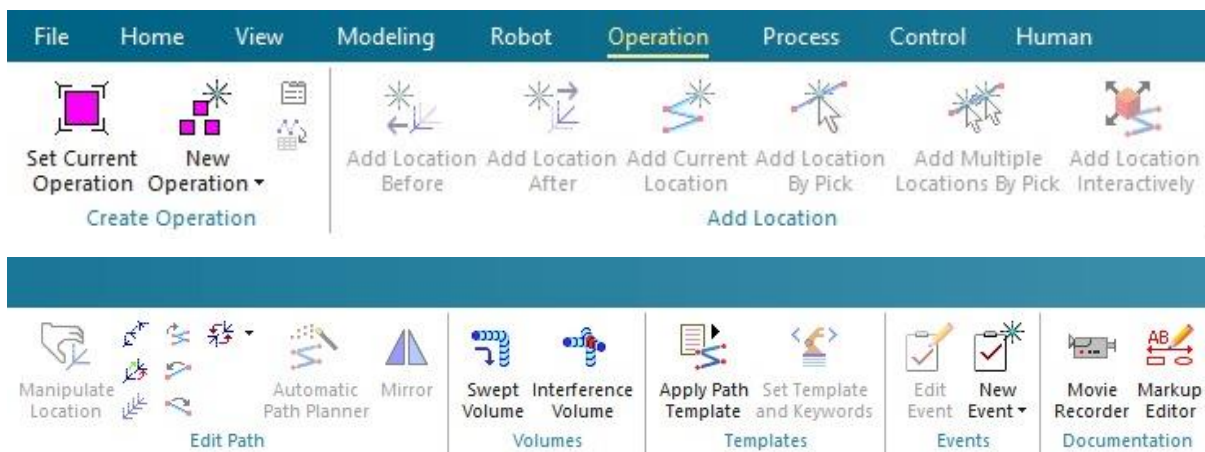 File Home View Modeling Robot Operation Process Control Human
Set Current New Add Location Add Location Add Current Add Location Add Multiple Add Location
Operation Operation Before After Location By Pick Locations By Pick Interactively
Create Operation Add Location
AB
Manipulate Automatic Mirror Swept Interference Apply Path Set Template Edit New Movie Markup
Location Path Planner Volume Volume Template and Keywords Event Event Recorder Editor
Edit Path Volumes Templates Events Documentation